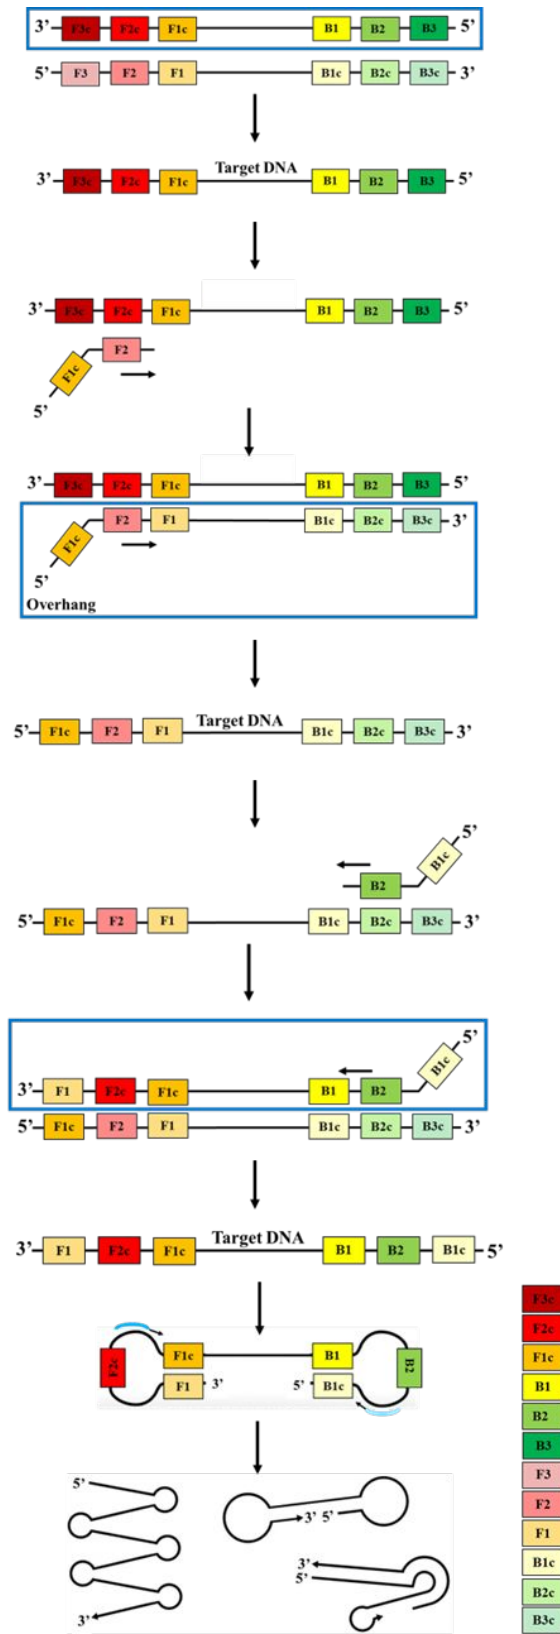 3’ F3c F2c F1c B1 B2 B3 5’
5’ F3 F2 F1 B1c B2c B3c 3’
Target DNA
3’ F3c F2c F1c B1 B2 B3 5’
3’ F3c F2c F1c B1 B2 B3 5’
F2
F1c
5’
3’ F3c F2c F1c B1 B2 B3 5’
F2 F1 B1c B2c B3c 3’
F1c
5’
Overhang
Target DNA
5’ F1c F2 F1 B1c B2c B3c 3’
5’
B1c
B2
5’ F1c F2 F1 B1c B2c B3c 3’
5’
B1c
3’ F1 F2c F1c B1 B2
5’ F1c F2 F1 B1c B2c B3c 3’
Target DNA
3’ F1 F2c F1c B1 B2 B1c 5’
F1c B1
F2c B2
F1 3’ 5’ B1c
5’
3’ 5’
3’
5’
3’
F3c
F2c
F1c
B1
B2
B3
F3
F2
F1
B1c
B2c
B3c